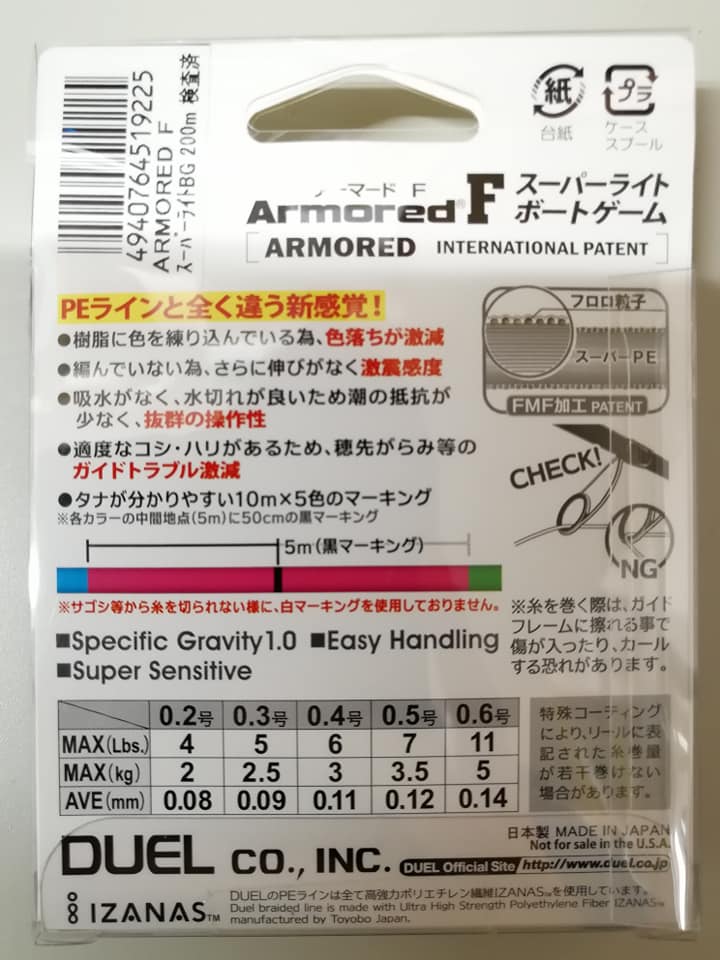 4940764519225
ARMORED F
スーパーライトBG 200m 検査済
紙
台紙
プラ
ケース
スプール
アーマード F
Armored® F スーパーライト
ボートゲーム
[ARMORED INTERNATIONAL PATENT]
PEラインと全く違う新感覚！
●樹脂に色を練り込んでいる為、色落ちが激減
●編んでいない為、さらに伸びがなく激震感度
●吸水がなく、水切れが良いため潮の抵抗が
少なく、抜群の操作性
●適度なコシ・ハリがあるため、穂先がらみ等の
ガイドトラブル激減
●タナが分かりやすい10m×5色のマーキング
※各カラーの中間地点(5m)に50cmの黒マーキング
5m(黒マーキング)
※サゴシ等から糸を切られない様に、白マーキングを使用しておりません。
フロロ粒子
スーパーPE
FMF加工 PATENT
CHECK!
NG
※糸を巻く際は、ガイド
フレームに擦れる事で
傷が入ったり、カール
する恐れがあります。
■Specific Gravity1.0 ■Easy Handling
■Super Sensitive
0.2号 0.3号 0.4号 0.5号 0.6号
MAX(Lbs.) 4 5 6 7 11
MAX(kg) 2 2.5 3 3.5 5
AVE(mm) 0.08 0.09 0.11 0.12 0.14
特殊コーティング
により、リールに表
記された糸巻量
が若干巻けない
場合があります。
日本製 MADE IN JAPAN
Not for sale in the U.S.A.
DUEL CO., INC. DUEL Official Site http://www.duel.co.jp
IZANAS™
DUELのPEラインは全て高強力ポリエチレン繊維IZANAS™を使用しています。
Duel braided line is made with Ultra High Strength Polyethylene Fiber IZANAS™
manufactured by Toyobo Japan.